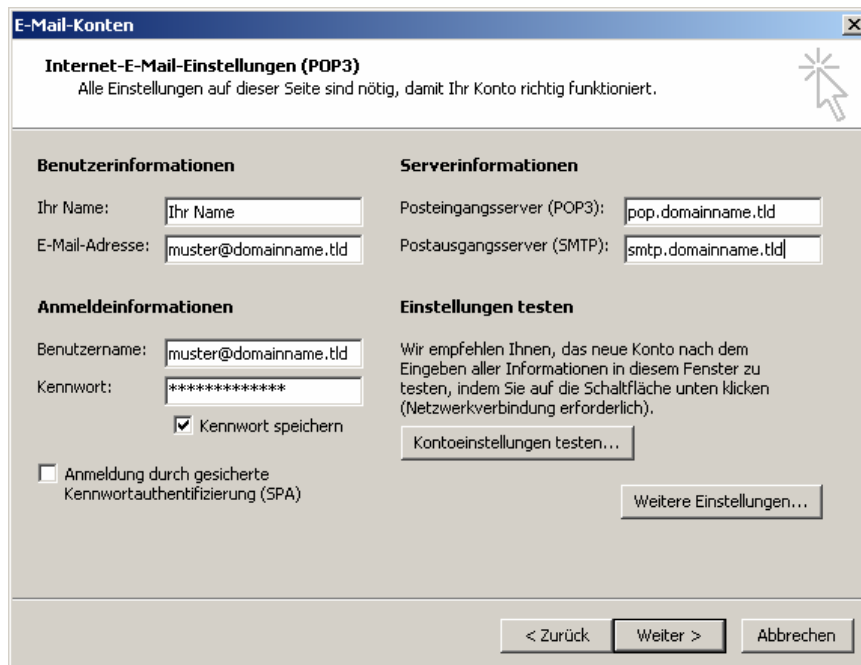 E-Mail-Konten
Internet-E-Mail-Einstellungen (POP3)
Alle Einstellungen auf dieser Seite sind nötig, damit Ihr Konto richtig funktioniert.
Benutzerinformationen
Ihr Name: Ihr Name
E-Mail-Adresse: muster@domainname.tld
Serverinformationen
Posteingangsserver (POP3): pop.domainname.tld
Postausgangsserver (SMTP): smtp.domainname.tld
Anmeldeinformationen
Benutzername: muster@domainname.tld
Kennwort: *************
Kennwort speichern
Anmeldung durch gesicherte
Kennwortauthentifizierung (SPA)
Einstellungen testen
Wir empfehlen Ihnen, das neue Konto nach dem
Eingeben aller Informationen in diesem Fenster zu
testen, indem Sie auf die Schaltfläche unten klicken
(Netzwerkverbindung erforderlich).
Kontoeinstellungen testen...
Weitere Einstellungen...
< Zurück Weiter > Abbrechen